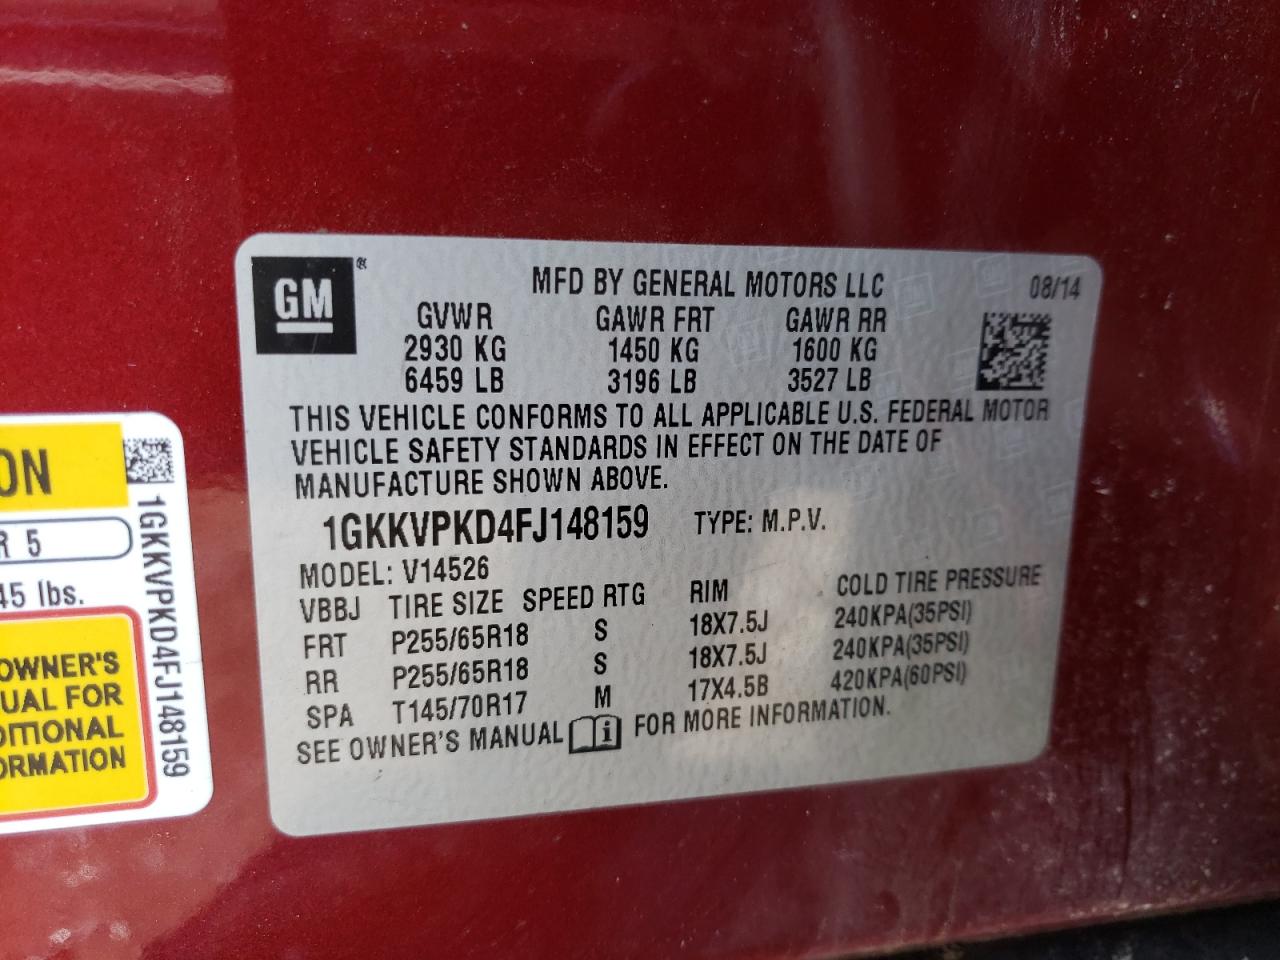 GM®
MFD BY GENERAL MOTORS LLC 08/14
GVWR GAWR FRT GAWR RR
2930 KG 1450 KG 1600 KG
6459 LB 3196 LB 3527 LB
THIS VEHICLE CONFORMS TO ALL APPLICABLE U.S. FEDERAL MOTOR
VEHICLE SAFETY STANDARDS IN EFFECT ON THE DATE OF
MANUFACTURE SHOWN ABOVE.
1GKKVPKD4FJ148159 TYPE: M.P.V.
MODEL: V14526
VBBJ TIRE SIZE SPEED RTG RIM COLD TIRE PRESSURE
FRT P255/65R18 S 18X7.5J 240KPA(35PSI)
RR P255/65R18 S 18X7.5J 240KPA(35PSI)
SPA T145/70R17 M 17X4.5B 420KPA(60PSI)
SEE OWNER'S MANUAL i FOR MORE INFORMATION.
ON
R 5
45 lbs.
OWNER'S
UAL FOR
DITIONAL
ORMATION
1GKKVPKD4FJ148159